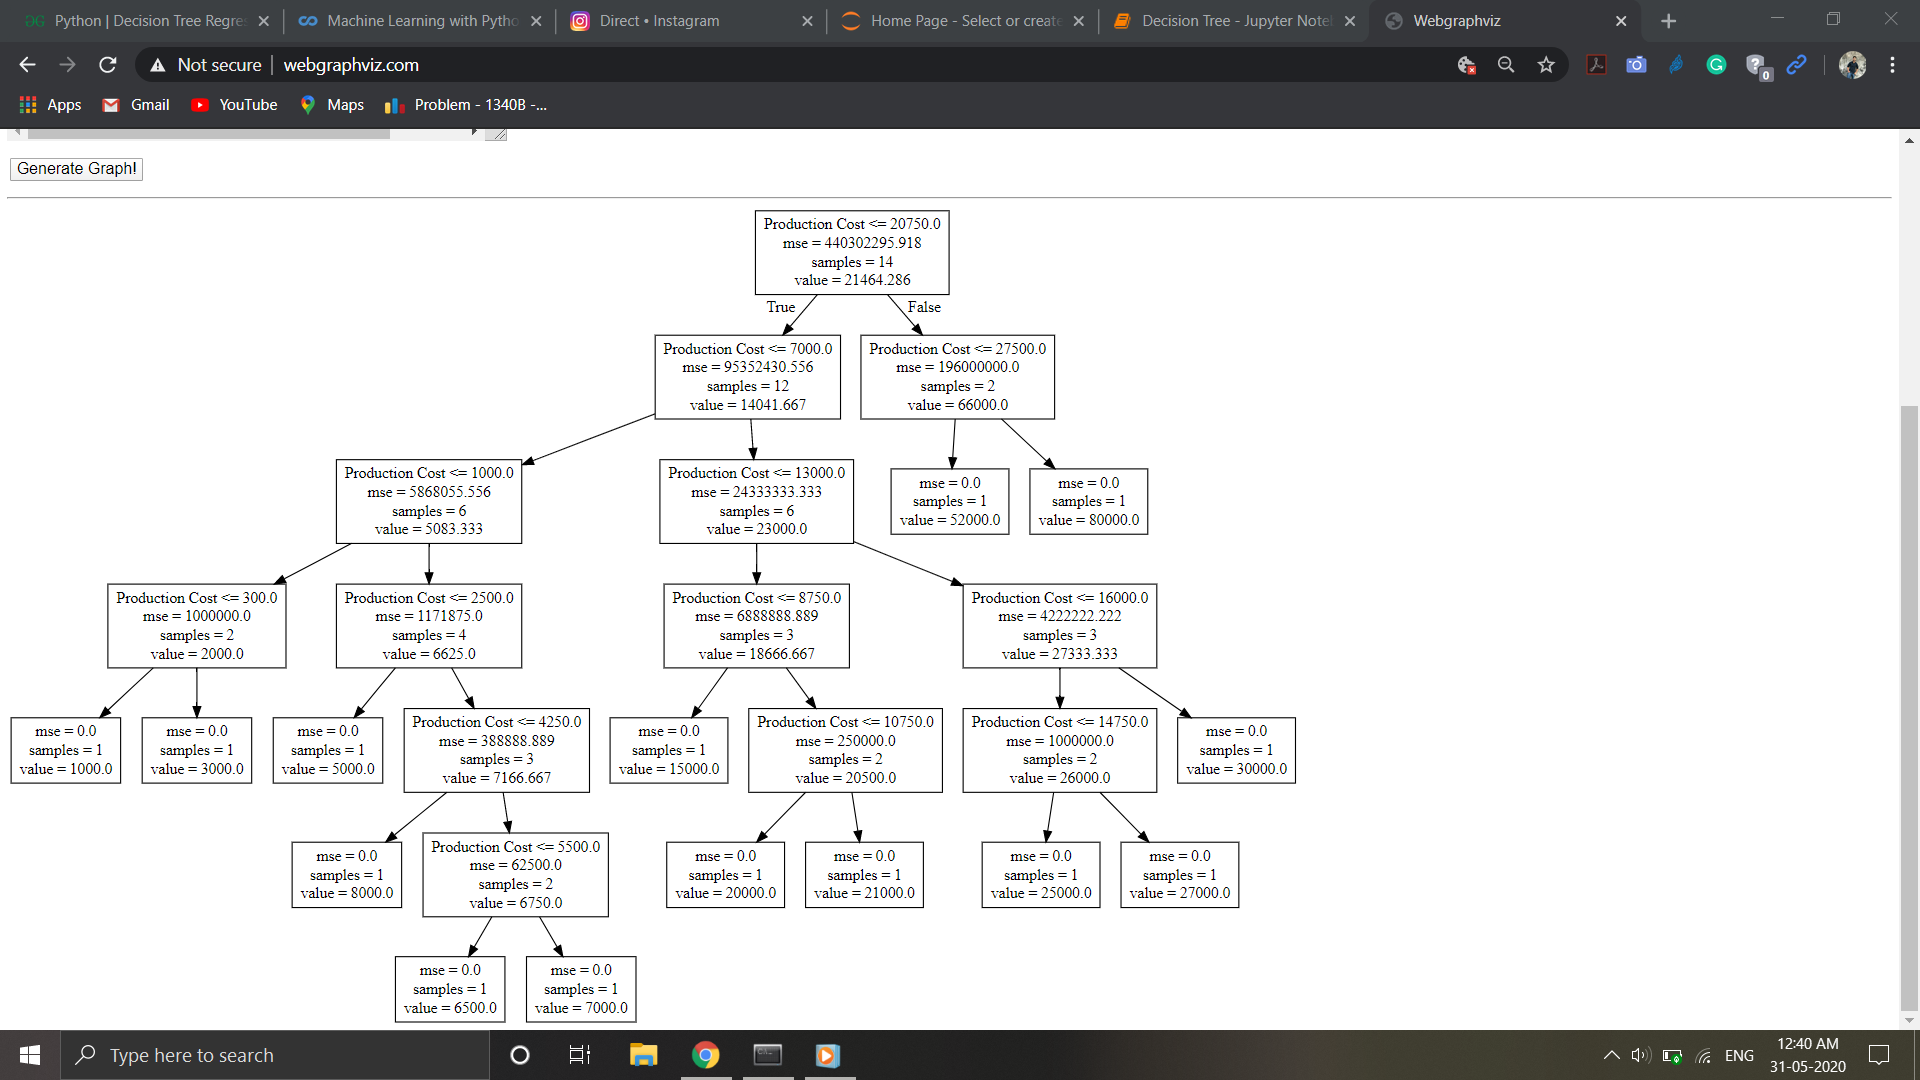 Python | Decision Tree Regres
Machine Learning with Pytho
Direct • Instagram
Home Page - Select or create
Decision Tree - Jupyter Note
Webgraphviz
Not secure
webgraphviz.com
0
Apps
Gmail
YouTube
Maps
Problem - 1340B -...
Generate Graph!
Production Cost <= 20750.0
mse = 440302295.918
samples = 14
value = 21464.286
True
False
Production Cost <= 7000.0
mse = 95352430.556
samples = 12
value = 14041.667
Production Cost <= 27500.0
mse = 196000000.0
samples = 2
value = 66000.0
Production Cost <= 1000.0
mse = 5868055.556
samples = 6
value = 5083.333
Production Cost <= 13000.0
mse = 24333333.333
samples = 6
value = 23000.0
mse = 0.0
samples = 1
value = 52000.0
mse = 0.0
samples = 1
value = 80000.0
Production Cost <= 300.0
mse = 1000000.0
samples = 2
value = 2000.0
Production Cost <= 2500.0
mse = 1171875.0
samples = 4
value = 6625.0
Production Cost <= 8750.0
mse = 6888888.889
samples = 3
value = 18666.667
Production Cost <= 16000.0
mse = 4222222.222
samples = 3
value = 27333.333
mse = 0.0
samples = 1
value = 1000.0
mse = 0.0
samples = 1
value = 3000.0
mse = 0.0
samples = 1
value = 5000.0
Production Cost <= 4250.0
mse = 388888.889
samples = 3
value = 7166.667
mse = 0.0
samples = 1
value = 15000.0
Production Cost <= 10750.0
mse = 250000.0
samples = 2
value = 20500.0
Production Cost <= 14750.0
mse = 1000000.0
samples = 2
value = 26000.0
mse = 0.0
samples = 1
value = 30000.0
mse = 0.0
samples = 1
value = 8000.0
Production Cost <= 5500.0
mse = 62500.0
samples = 2
value = 6750.0
mse = 0.0
samples = 1
value = 20000.0
mse = 0.0
samples = 1
value = 21000.0
mse = 0.0
samples = 1
value = 25000.0
mse = 0.0
samples = 1
value = 27000.0
mse = 0.0
samples = 1
value = 6500.0
mse = 0.0
samples = 1
value = 7000.0
Type here to search
ENG
12:40 AM
31-05-2020